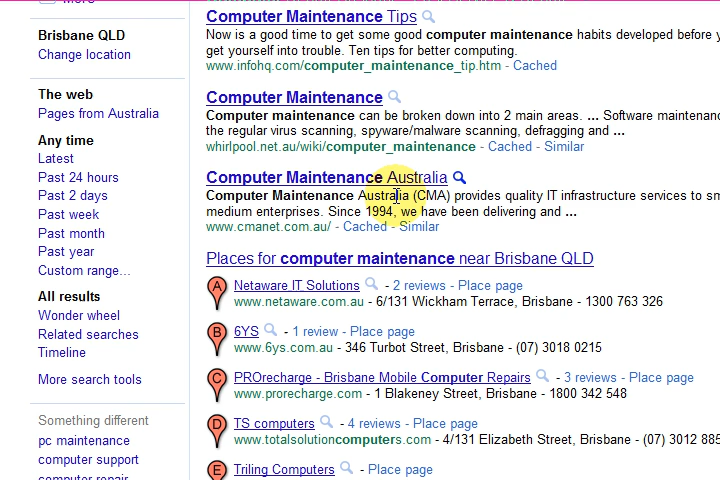 Brisbane QLD
Change location
The web
Pages from Australia
Any time
Latest
Past 24 hours
Past 2 days
Past week
Past month
Past year
Custom range...
All results
Wonder wheel
Related searches
Timeline
More search tools
Something different
pc maintenance
computer support
computer repair
Computer Maintenance Tips
Now is a good time to get some good computer maintenance habits developed before y
get yourself into trouble. Ten tips for better computing.
www.infohq.com/computer_maintenance_tip.htm - Cached
Computer Maintenance
Computer maintenance can be broken down into 2 main areas. ... Software maintenanc
the regular virus scanning, spyware/malware scanning, defragging and ...
whirlpool.net.au/wiki/computer_maintenance - Cached - Similar
Computer Maintenance Australia
Computer Maintenance Australia (CMA) provides quality IT infrastructure services to sm
medium enterprises. Since 1994, we have been delivering and ...
www.cmanet.com.au/ - Cached - Similar
Places for computer maintenance near Brisbane QLD
A Netaware IT Solutions - 2 reviews - Place page
www.netaware.com.au - 6/131 Wickham Terrace, Brisbane - 1300 763 326
B 6YS - 1 review - Place page
www.6ys.com.au - 346 Turbot Street, Brisbane - (07) 3018 0215
C PROrecharge - Brisbane Mobile Computer Repairs - 3 reviews - Place page
www.prorecharge.com - 1 Blakeney Street, Brisbane - 1800 342 548
D TS computers - 4 reviews - Place page
www.totalsolutioncomputers.com - 4/131 Elizabeth Street, Brisbane - (07) 3012 885
E Triling Computers - Place page